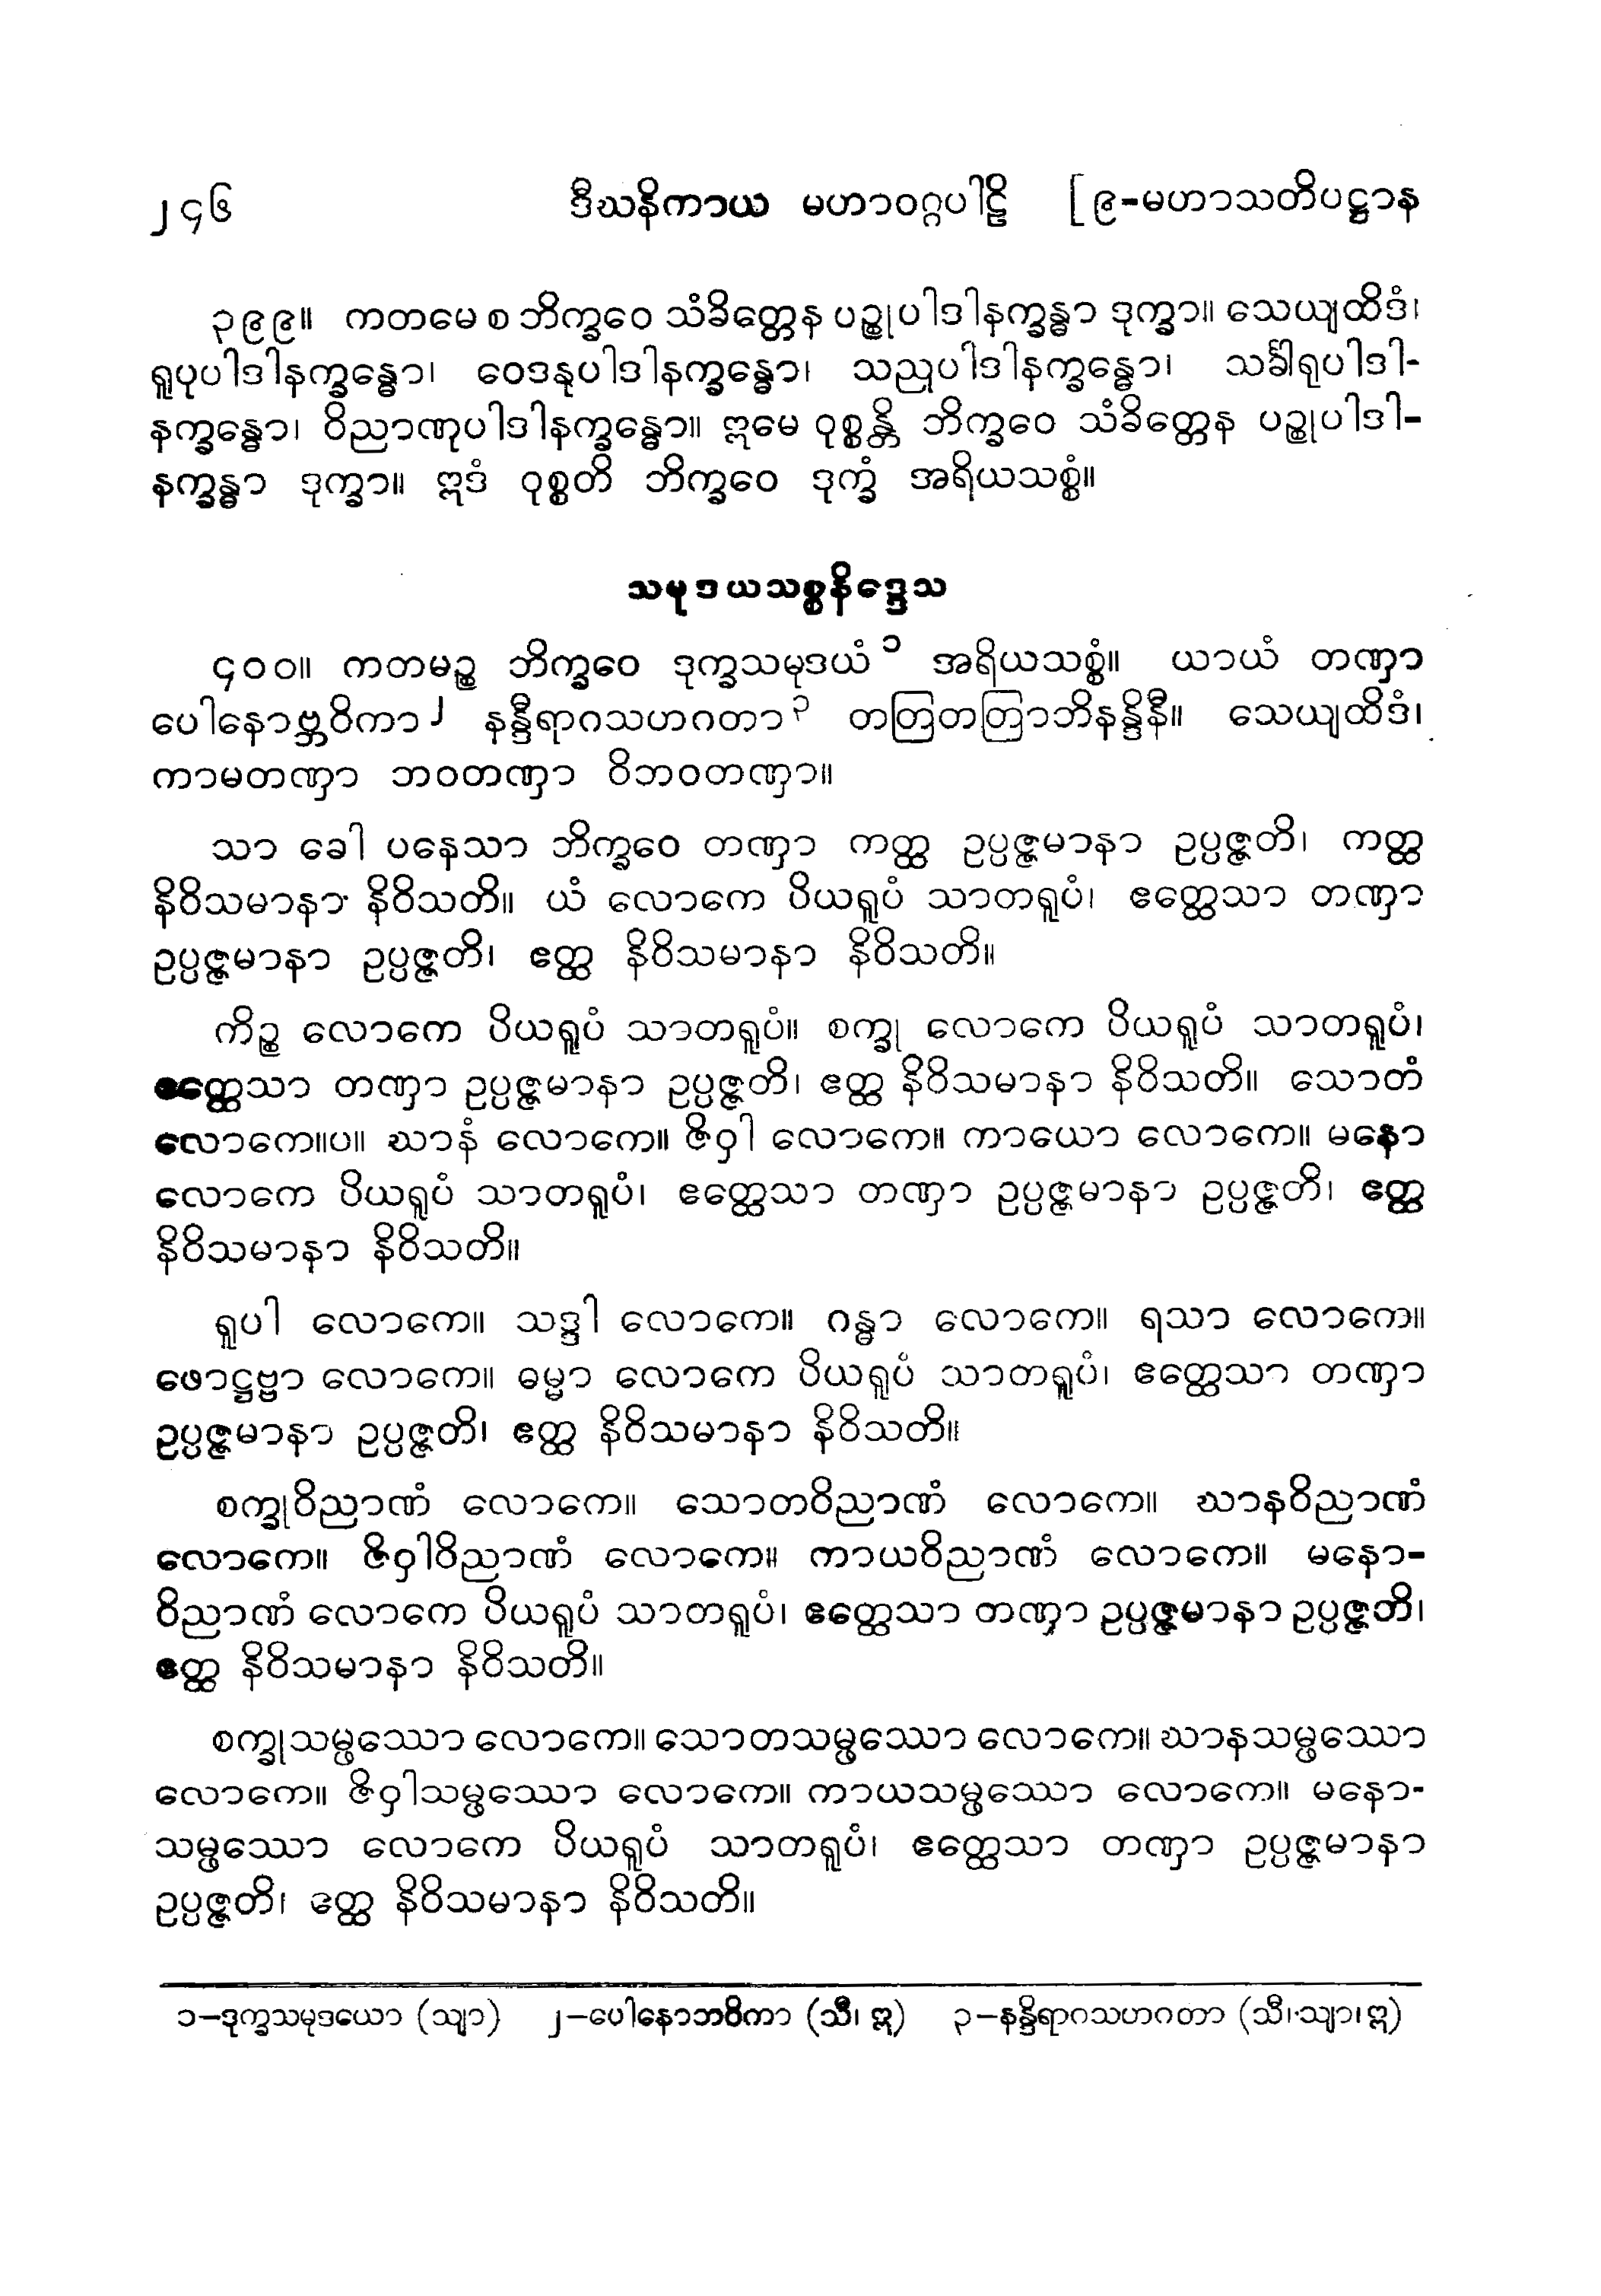 ၂၄၆ ဒီဃနိကာယ မဟာဝဂ္ဂပါဠိ [၉-မဟာသတိပဋ္ဌာန
၃၉၉။ ကတမေ စ ဘိက္ခဝေ သံခိတ္တေန ပဉ္စုပါဒါနက္ခန္ဓာ ဒုက္ခာ။ သေယျထိဒံ၊
ရူပုပါဒါနက္ခန္ဓော၊ ဝေဒနုပါဒါနက္ခန္ဓော၊ သညုပါဒါနက္ခန္ဓော၊ သင်္ခါရုပါဒါ-
နက္ခန္ဓော၊ ဝိညာဏုပါဒါနက္ခန္ဓော။ ဣမေ ဝုစ္စန္တိ ဘိက္ခဝေ သံခိတ္တေန ပဉ္စုပါဒါ-
နက္ခန္ဓာ ဒုက္ခာ။ ဣဒံ ဝုစ္စတိ ဘိက္ခဝေ ဒုက္ခံ အရိယသစ္စံ။
သမုဒယသစ္စနိဒ္ဒေသ
၄၀၀။ ကတမဉ္စ ဘိက္ခဝေ ဒုက္ခသမုဒယံ ၁ အရိယသစ္စံ။ ယာယံ တဏှာ
ပေါနောဗ္ဘဝိကာ ၂ နန္ဒီရာဂသဟဂတာ ၃ တတြတတြာဘိနန္ဒိနီ။ သေယျထိဒံ၊
ကာမတဏှာ ဘဝတဏှာ ဝိဘဝတဏှာ။
သာ ခေါ ပနေသာ ဘိက္ခဝေ တဏှာ ကတ္ထ ဥပ္ပဇ္ဇမာနာ ဥပ္ပဇ္ဇတိ၊ ကတ္ထ
နိဝိသမာနာ နိဝိသတိ။ ယံ လောကေ ပိယရူပံ သာတရူပံ၊ ဧတ္ထေသာ တဏှာ
ဥပ္ပဇ္ဇမာနာ ဥပ္ပဇ္ဇတိ၊ ဧတ္ထ နိဝိသမာနာ နိဝိသတိ။
ကိဉ္စ လောကေ ပိယရူပံ သာတရူပံ။ စက္ခု လောကေ ပိယရူပံ သာတရူပံ၊
ဧတ္ထေသာ တဏှာ ဥပ္ပဇ္ဇမာနာ ဥပ္ပဇ္ဇတိ၊ ဧတ္ထ နိဝိသမာနာ နိဝိသတိ။ သောတံ
လောကေ။ပ။ ဃာနံ လောကေ။ ဇိဝှါ လောကေ။ ကာယော လောကေ။ မနော
လောကေ ပိယရူပံ သာတရူပံ၊ ဧတ္ထေသာ တဏှာ ဥပ္ပဇ္ဇမာနာ ဥပ္ပဇ္ဇတိ၊ ဧတ္ထ
နိဝိသမာနာ နိဝိသတိ။
ရူပါ လောကေ။ သဒ္ဒါ လောကေ။ ဂန္ဓာ လောကေ။ ရသာ လောကေ။
ဖောဋ္ဌဗ္ဗာ လောကေ။ ဓမ္မာ လောကေ ပိယရူပံ သာတရူပံ၊ ဧတ္ထေသာ တဏှာ
ဥပ္ပဇ္ဇမာနာ ဥပ္ပဇ္ဇတိ၊ ဧတ္ထ နိဝိသမာနာ နိဝိသတိ။
စက္ခုဝိညာဏံ လောကေ။ သောတဝိညာဏံ လောကေ။ ဃာနဝိညာဏံ
လောကေ။ ဇိဝှါဝိညာဏံ လောကေ။ ကာယဝိညာဏံ လောကေ။ မနော-
ဝိညာဏံ လောကေ ပိယရူပံ သာတရူပံ၊ ဧတ္ထေသာ တဏှာ ဥပ္ပဇ္ဇမာနာ ဥပ္ပဇ္ဇတိ၊
ဧတ္ထ နိဝိသမာနာ နိဝိသတိ။
စက္ခုသမ္ဖဿော လောကေ။ သောတသမ္ဖဿော လောကေ။ ဃာနသမ္ဖဿော
လောကေ။ ဇိဝှါသမ္ဖဿော လောကေ။ ကာယသမ္ဖဿော လောကေ။ မနော-
သမ္ဖဿော လောကေ ပိယရူပံ သာတရူပံ၊ ဧတ္ထေသာ တဏှာ ဥပ္ပဇ္ဇမာနာ
ဥပ္ပဇ္ဇတိ၊ ဧတ္ထ နိဝိသမာနာ နိဝိသတိ။
၁-ဒုက္ခသမုဒယော (သျာ) ၂-ပေါနောဘဝိကာ (သီ၊ ဣ) ၃-နန္ဒိရာဂသဟဂတာ (သီ၊ သျာ၊ ဣ)